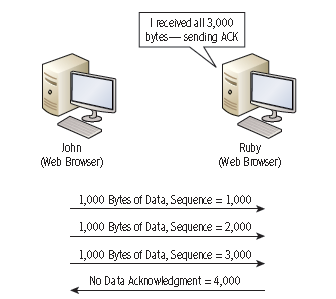 I received all 3,000
bytes— sending ACK
John
(Web Browser)
Ruby
(Web Browser)
1,000 Bytes of Data, Sequence = 1,000
1,000 Bytes of Data, Sequence = 2,000
1,000 Bytes of Data, Sequence = 3,000
No Data Acknowledgment = 4,000